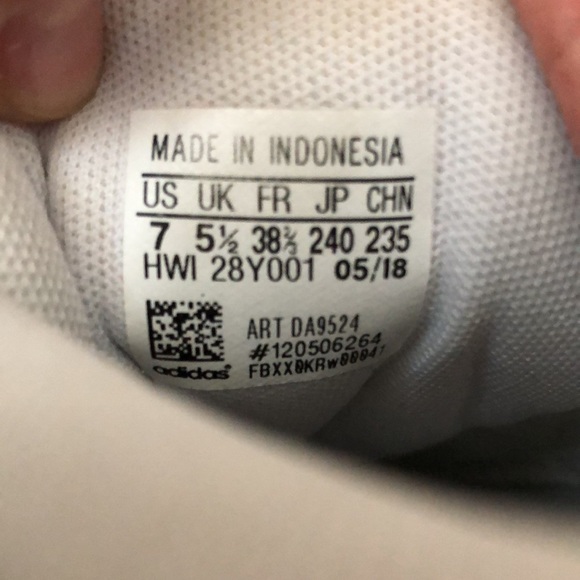 MADE IN INDONESIA
US UK FR JP CHN
7 5½ 38⅔ 240 235
HWI 28Y001 05/18
ART DA9524
#120506264
adidas